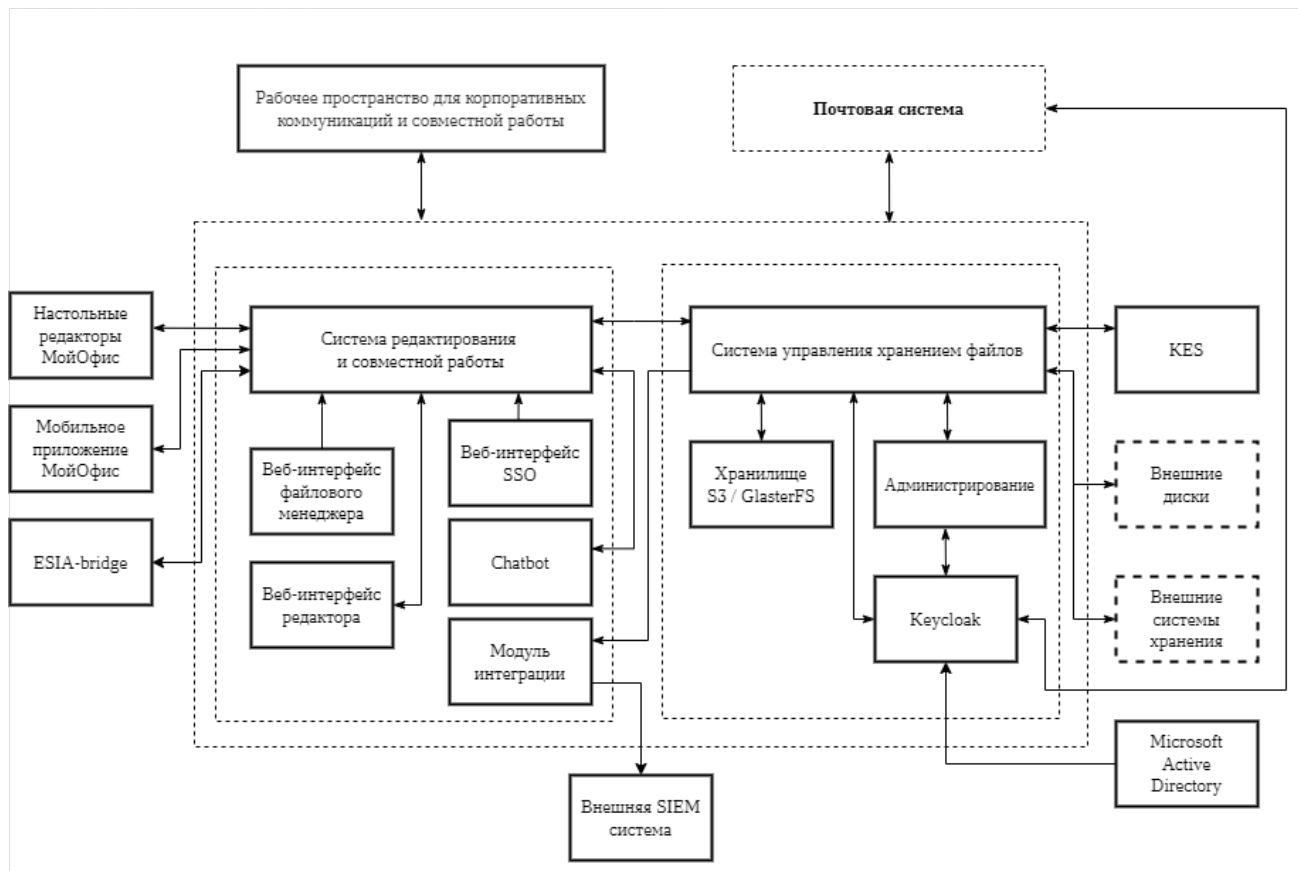 Рабочее пространство для корпоративных
коммуникаций и совместной работы
Почтовая система
Настольные
редакторы
МойОфис
Мобильное
приложение
МойОфис
ESIA-bridge
Система редактирования
и совместной работы
Веб-интерфейс
файлового
менеджера
Веб-интерфейс
SSO
Chatbot
Веб-интерфейс
редактора
Модуль
интеграции
Система управления хранением файлов
Хранилище
S3 / GlasterFS
Администрирование
Keycloak
KES
Внешние
диски
Внешние
системы
хранения
Microsoft
Active
Directory
Внешняя SIEM
система